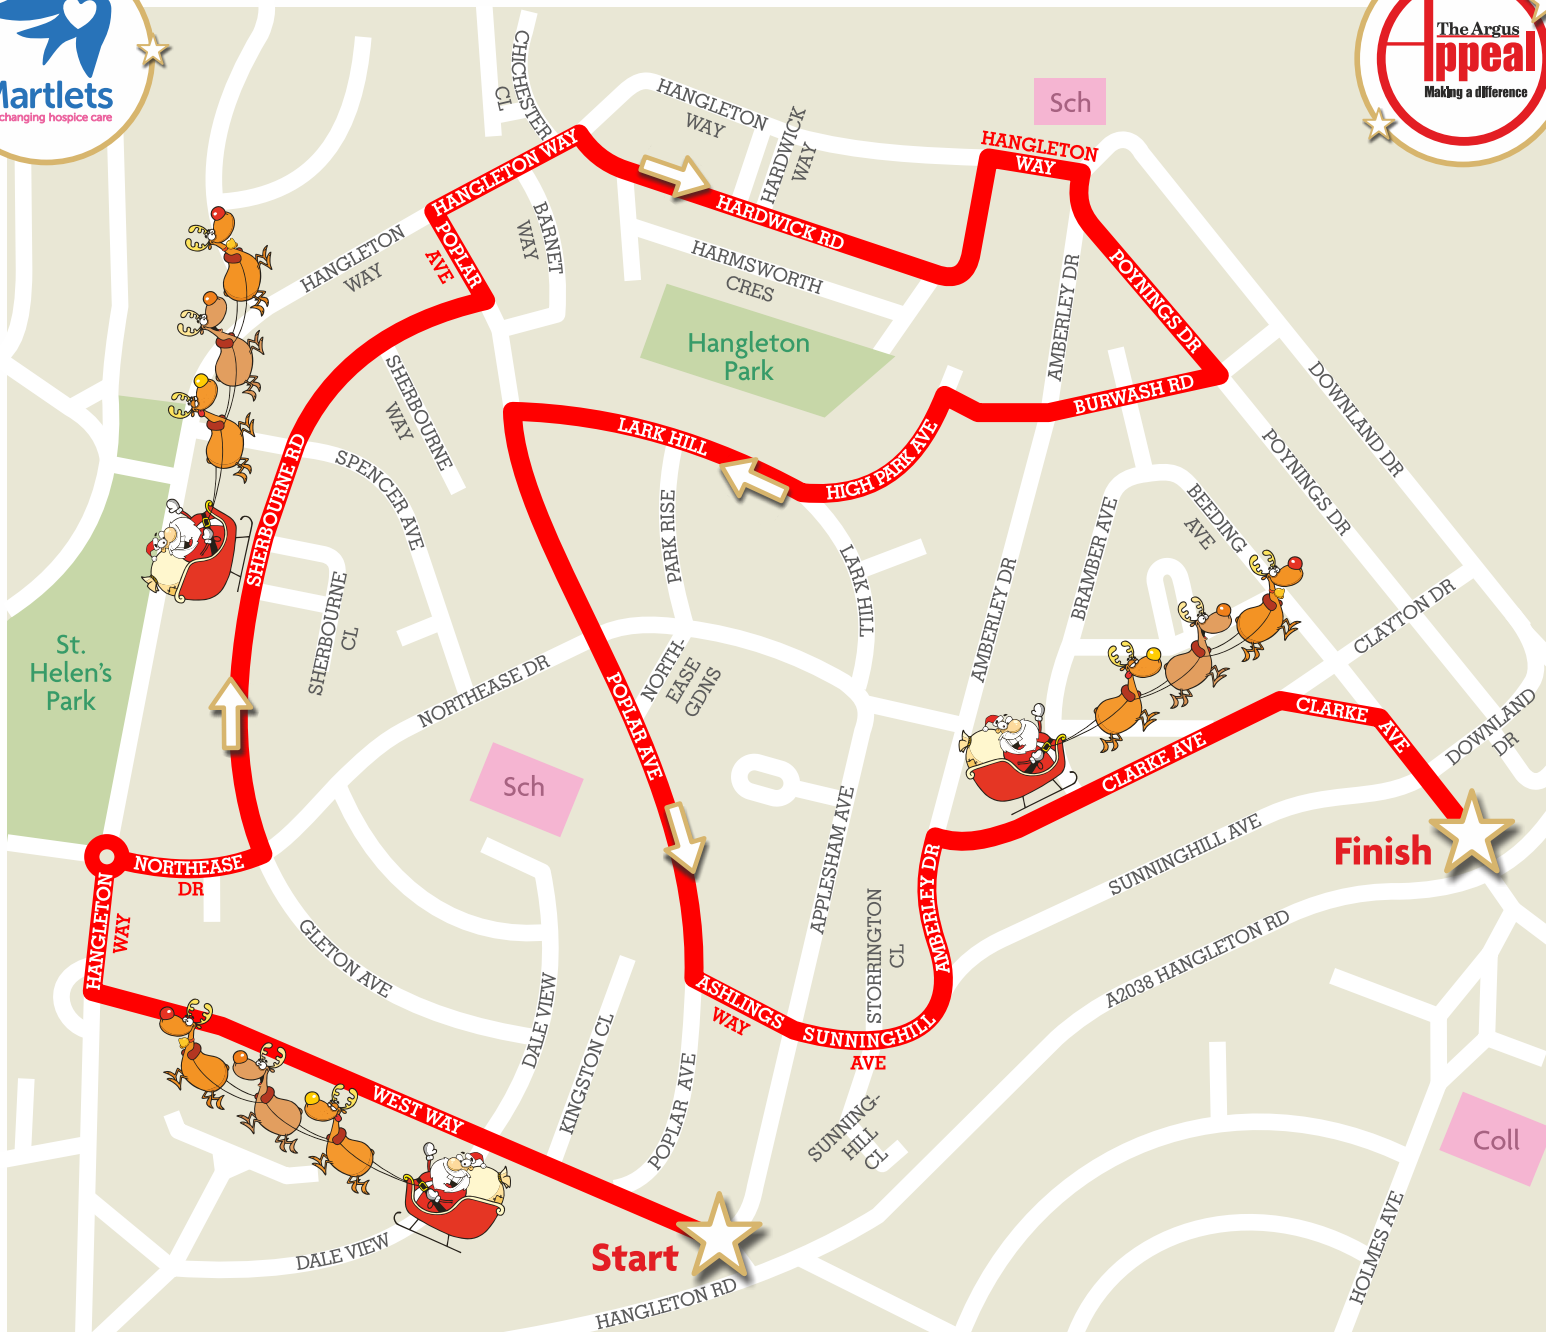 Martlets
changing hospice care
The Argus
Appeal
Making a difference
CHICHESTER
CL
HANGLETON
WAY
HARDWICK
WAY
Sch
HANGLETON
WAY
HANGLETON WAY
HARDWICK RD
POPLAR
AVE
BARNET
WAY
HANGLETON
WAY
HARMSWORTH
CRES
AMBERLEY DR
POYNINGS DR
Hangleton
Park
BURWASH RD
DOWNLAND DR
SHERBOURNE
WAY
LARK HILL
HIGH PARK AVE
POYNINGS DR
SHERBOURNE RD
SPENCER AVE
PARK RISE
BEEDING
AVE
BRAMBER AVE
LARK HILL
SHERBOURNE
CL
AMBERLEY DR
CLAYTON DR
St.
Helen's
Park
NORTHEASE DR
NORTH-
EASE
GDNS
POPLAR AVE
CLARKE
AVE
DOWNLAND
DR
CLARKE AVE
Sch
APPLESHAM AVE
SUNNINGHILL AVE
Finish
NORTHEASE
DR
HANGLETON
WAY
AMBERLEY DR
STORRINGTON
CL
GLETON AVE
A2038 HANGLETON RD
DALE VIEW
ASHLINGS
WAY
SUNNINGHILL
AVE
KINGSTON CL
WEST WAY
POPLAR AVE
SUNNING-
HILL
CL
Coll
DALE VIEW
Start
HANGLETON RD
HOLMES AVE